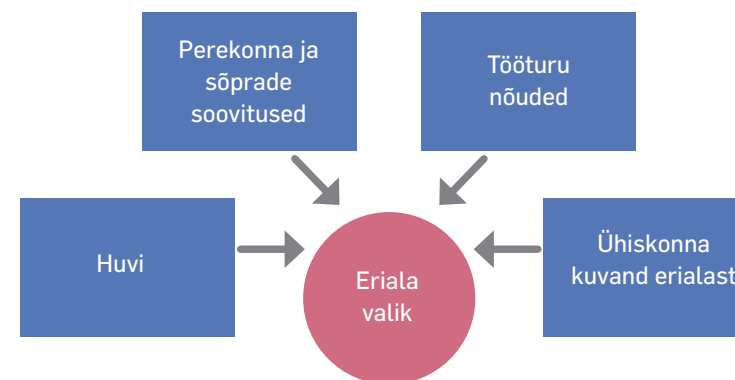 Perekonna ja
sõprade
soovitused
Tööturu
nõuded
Huvi
Ühiskonna
kuvand erialast
Eriala
valik